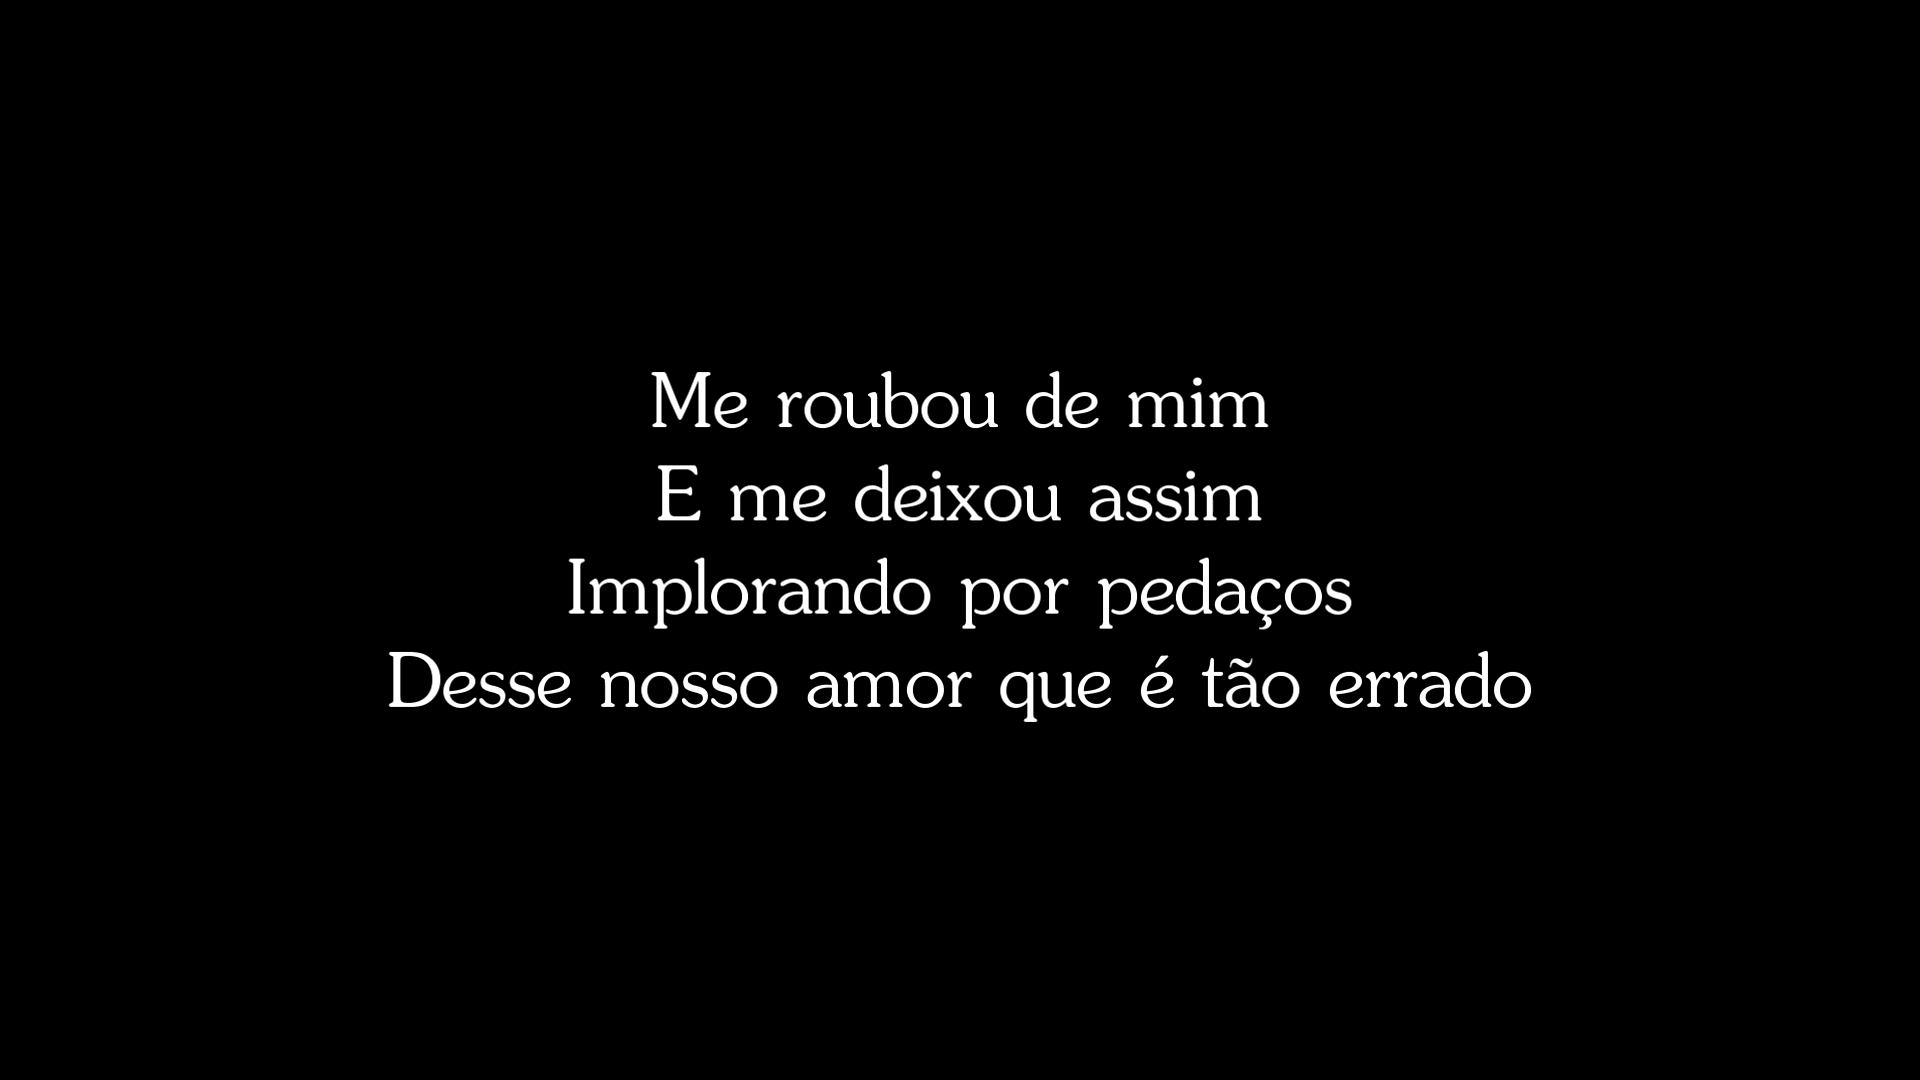 Me roubou de mim
E me deixou assim
Implorando por pedaços
Desse nosso amor que é tão errado